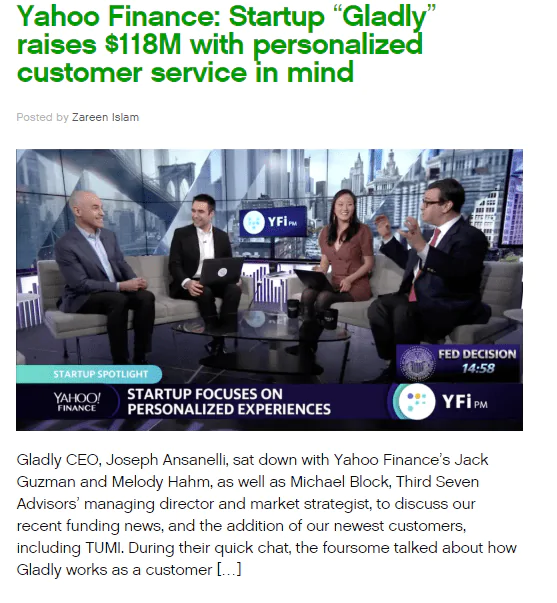 Yahoo Finance: Startup “Gladly”
raises $118M with personalized
customer service in mind
Posted by Zareen Islam
YFi PM
FED DECISION
14:58
STARTUP SPOTLIGHT
YAHOO!
FINANCE
STARTUP FOCUSES ON
PERSONALIZED EXPERIENCES
YFi PM
Gladly CEO, Joseph Ansanelli, sat down with Yahoo Finance’s Jack
Guzman and Melody Hahm, as well as Michael Block, Third Seven
Advisors’ managing director and market strategist, to discuss our
recent funding news, and the addition of our newest customers,
including TUMI. During their quick chat, the foursome talked about how
Gladly works as a customer […]